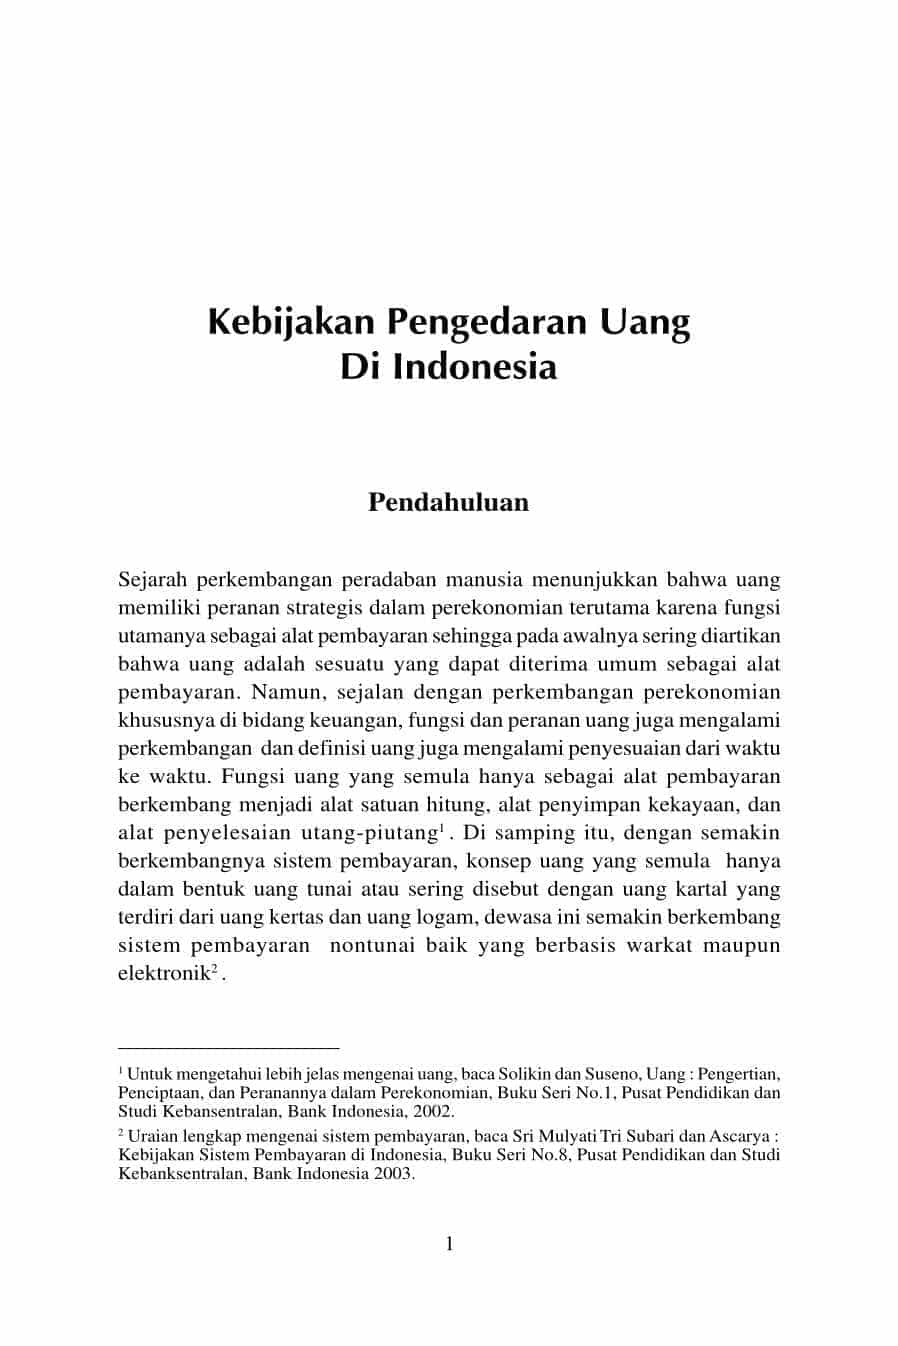 Kebijakan Pengedaran Uang
Di Indonesia
Pendahuluan
Sejarah perkembangan peradaban manusia menunjukkan bahwa uang
memiliki peranan strategis dalam perekonomian terutama karena fungsi
utamanya sebagai alat pembayaran sehingga pada awalnya sering diartikan
bahwa uang adalah sesuatu yang dapat diterima umum sebagai alat
pembayaran. Namun, sejalan dengan perkembangan perekonomian
khususnya di bidang keuangan, fungsi dan peranan uang juga mengalami
perkembangan dan definisi uang juga mengalami penyesuaian dari waktu
ke waktu. Fungsi uang yang semula hanya sebagai alat pembayaran
berkembang menjadi alat satuan hitung, alat penyimpan kekayaan, dan
alat penyelesaian utang-piutang¹ . Di samping itu, dengan semakin
berkembangnya sistem pembayaran, konsep uang yang semula hanya
dalam bentuk uang tunai atau sering disebut dengan uang kartal yang
terdiri dari uang kertas dan uang logam, dewasa ini semakin berkembang
sistem pembayaran nontunai baik yang berbasis warkat maupun
elektronik² .
¹ Untuk mengetahui lebih jelas mengenai uang, baca Solikin dan Suseno, Uang : Pengertian,
Penciptaan, dan Peranannya dalam Perekonomian, Buku Seri No.1, Pusat Pendidikan dan
Studi Kebansentralan, Bank Indonesia, 2002.
² Uraian lengkap mengenai sistem pembayaran, baca Sri Mulyati Tri Subari dan Ascarya :
Kebijakan Sistem Pembayaran di Indonesia, Buku Seri No.8, Pusat Pendidikan dan Studi
Kebanksentralan, Bank Indonesia 2003.
1